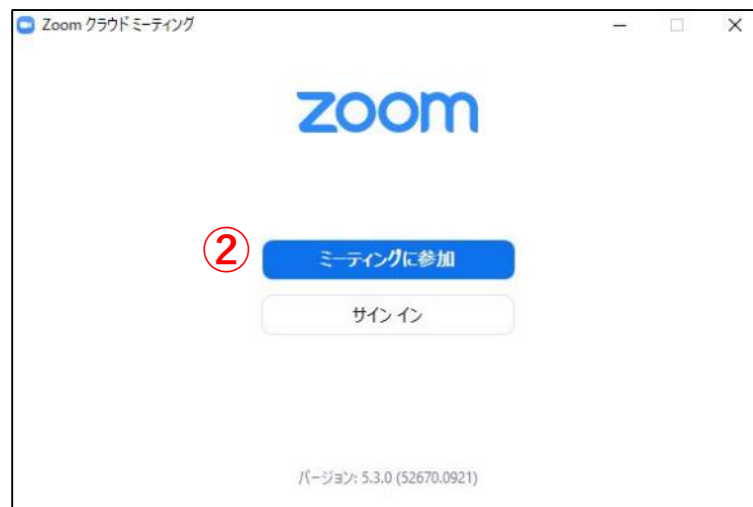 Zoom クラウド ミーティング
zoom
②
ミーティングに参加
サイン イン
バージョン: 5.3.0 (52670.0921)